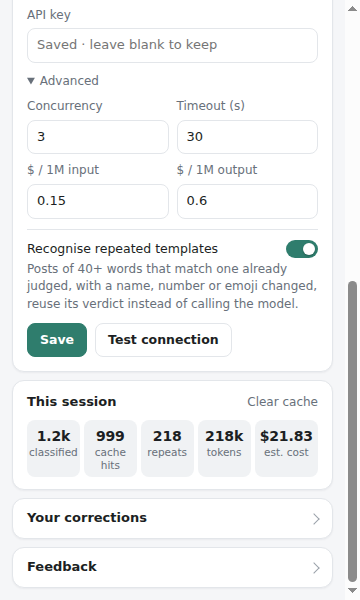 API key
Saved · leave blank to keep
▼ Advanced
Concurrency
Timeout (s)
3
30
$ / 1M input
$ / 1M output
0.15
0.6
Recognise repeated templates
Posts of 40+ words that match one already
judged, with a name, number or emoji changed,
reuse its verdict instead of calling the model.
Save
Test connection
This session
Clear cache
1.2k
classified
999
cache
hits
218
repeats
218k
tokens
$21.83
est. cost
Your corrections
Feedback